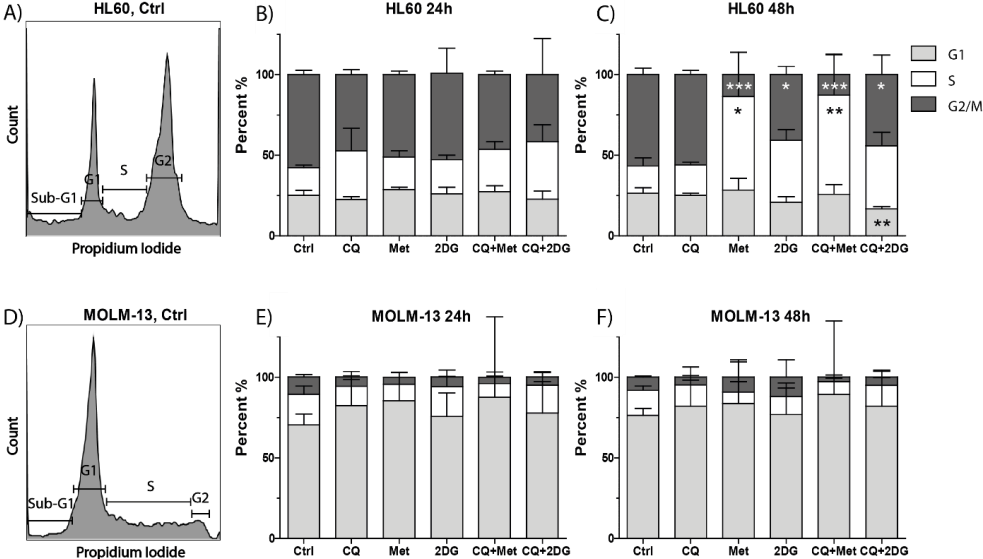 A)
HL60, Ctrl
Count
Sub-G1
G1
S
G2
Propidium Iodide
B)
HL60 24h
Percent %
100
50
0
Ctrl CQ Met 2DG CQ+Met CQ+2DG
C)
HL60 48h
Percent %
100
50
0
*** * *** *
* **
**
Ctrl CQ Met 2DG CQ+Met CQ+2DG
G1
S
G2/M
D)
MOLM-13, Ctrl
Count
Sub-G1
G1
S
G2
Propidium Iodide
E)
MOLM-13 24h
Percent %
100
50
0
Ctrl CQ Met 2DG CQ+Met CQ+2DG
F)
MOLM-13 48h
Percent %
100
50
0
Ctrl CQ Met 2DG CQ+Met CQ+2DG